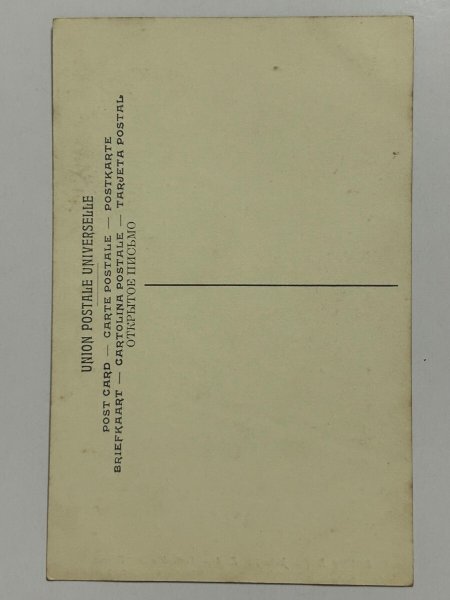 UNION POSTALE UNIVERSELLE
POST CARD — CARTE POSTALE — POSTKARTE
BRIEFKAART — CARTOLINA POSTALE — TARJETA POSTAL
ОТКРЫТОЕ ПИСЬМО